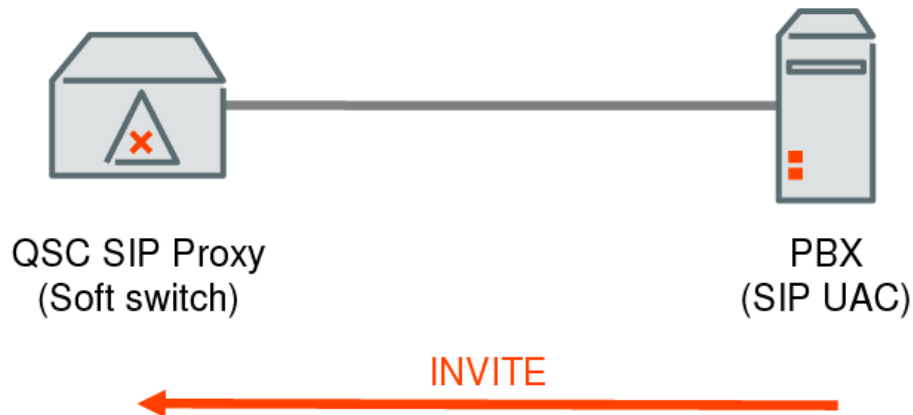 QSC SIP Proxy
(Soft switch)
PBX
(SIP UAC)
INVITE